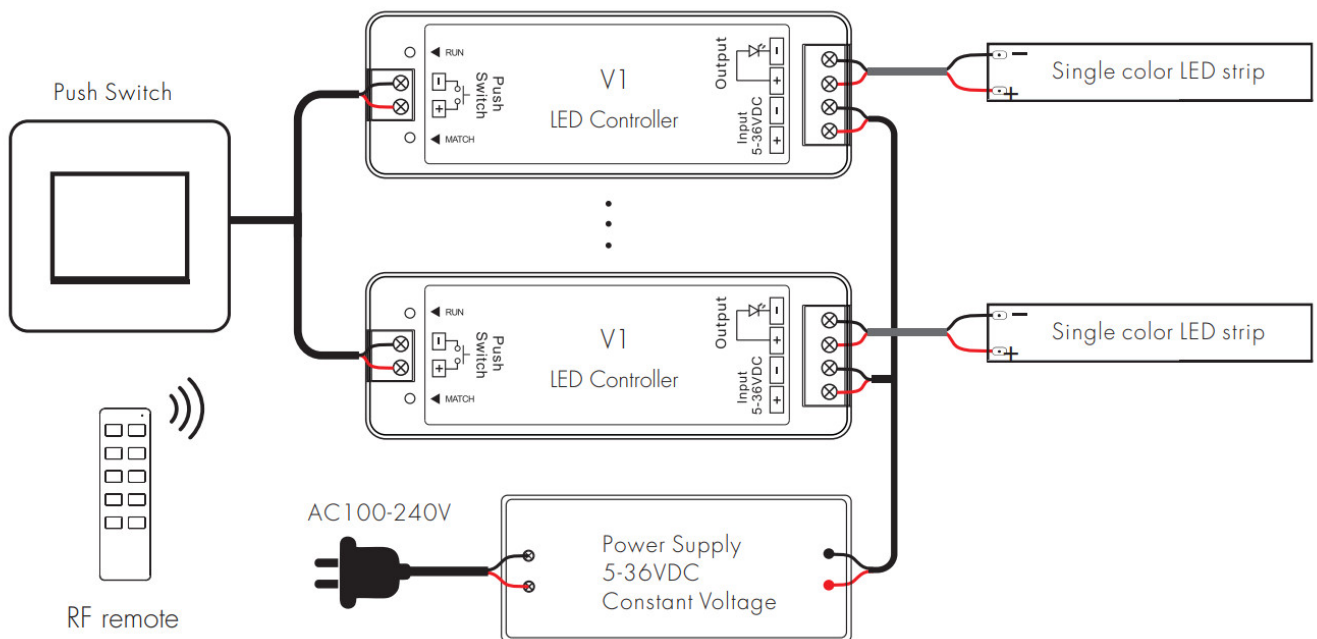 Push Switch
RUN
Push
Switch
MATCH
V1
LED Controller
Output
Input
5-36VDC
- + - +
Single color LED strip
RUN
Push
Switch
MATCH
V1
LED Controller
Output
Input
5-36VDC
- + - +
Single color LED strip
RF remote
AC100-240V
Power Supply
5-36VDC
Constant Voltage